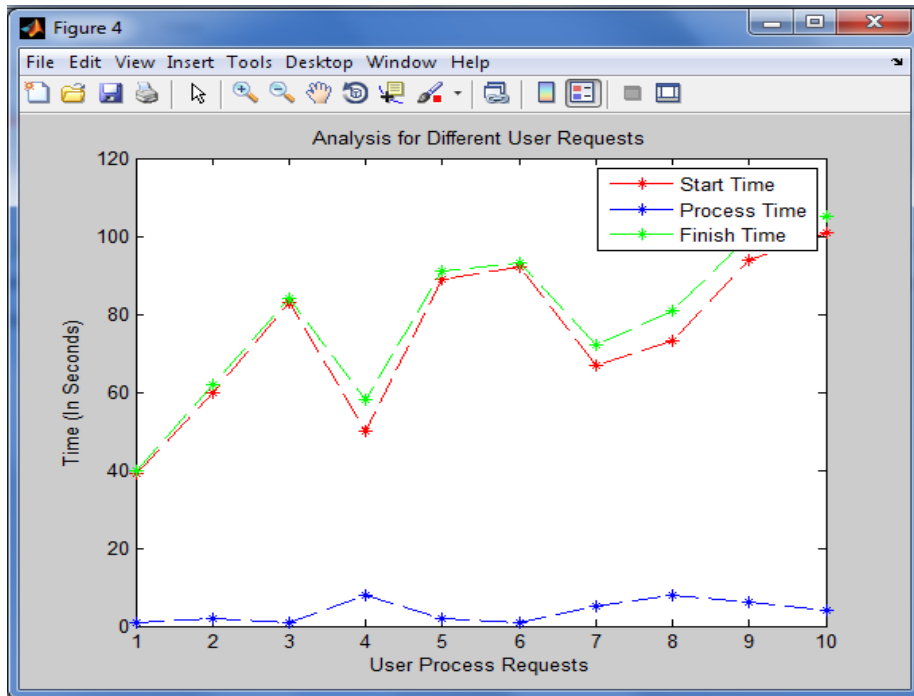 Figure 4
File Edit View Insert Tools Desktop Window Help
Analysis for Different User Requests
120
100
80
60
40
20
0
Time (In Seconds)
Start Time
Process Time
Finish Time
1 2 3 4 5 6 7 8 9 10
User Process Requests